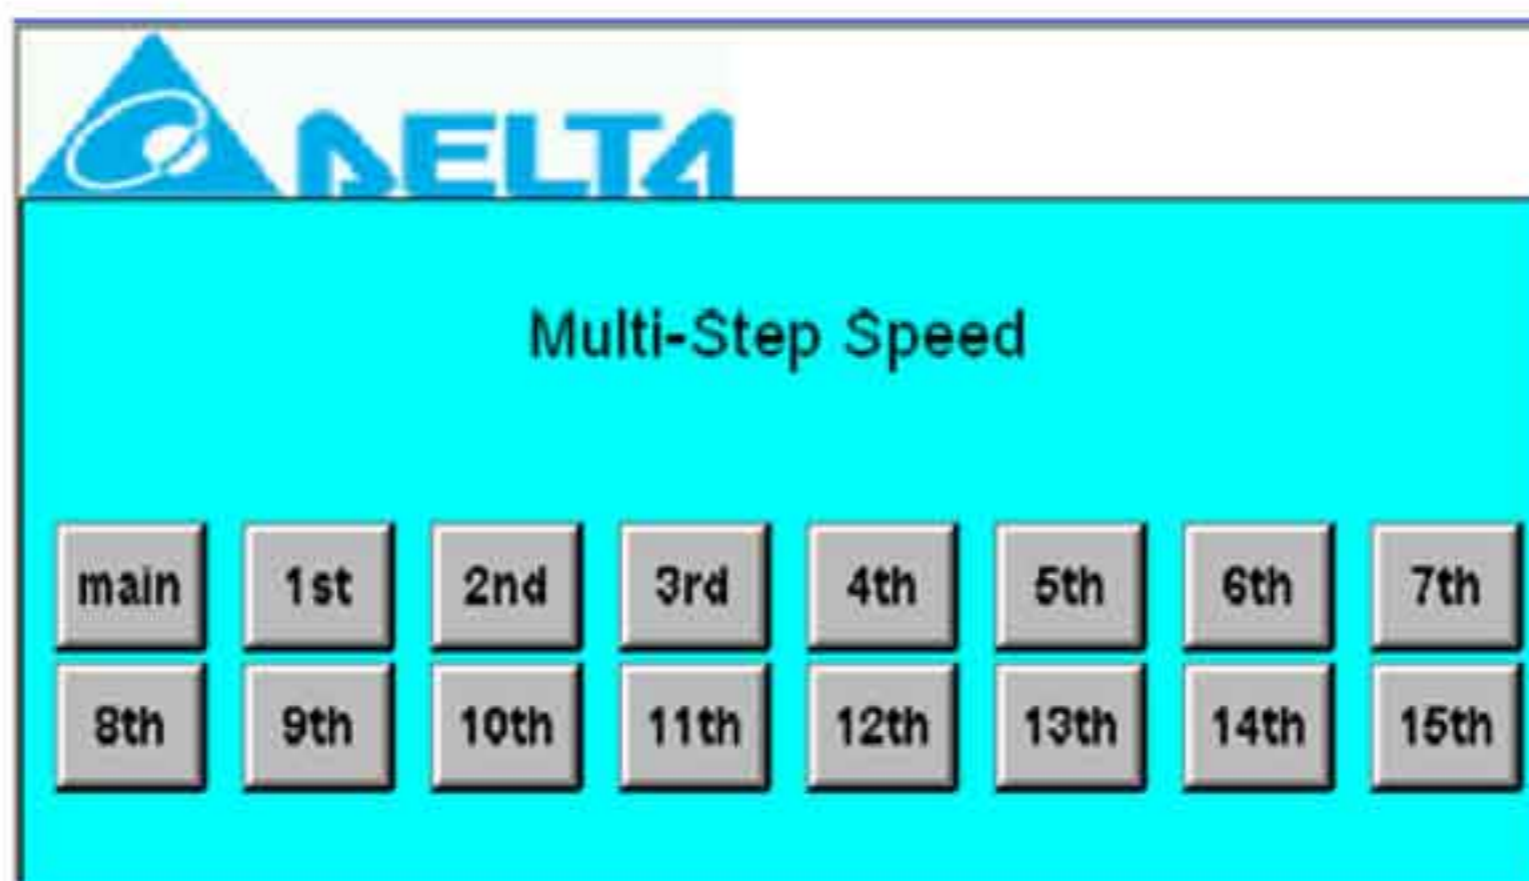 DELTA
Multi-Step Speed
main 1st 2nd 3rd 4th 5th 6th 7th
8th 9th 10th 11th 12th 13th 14th 15th